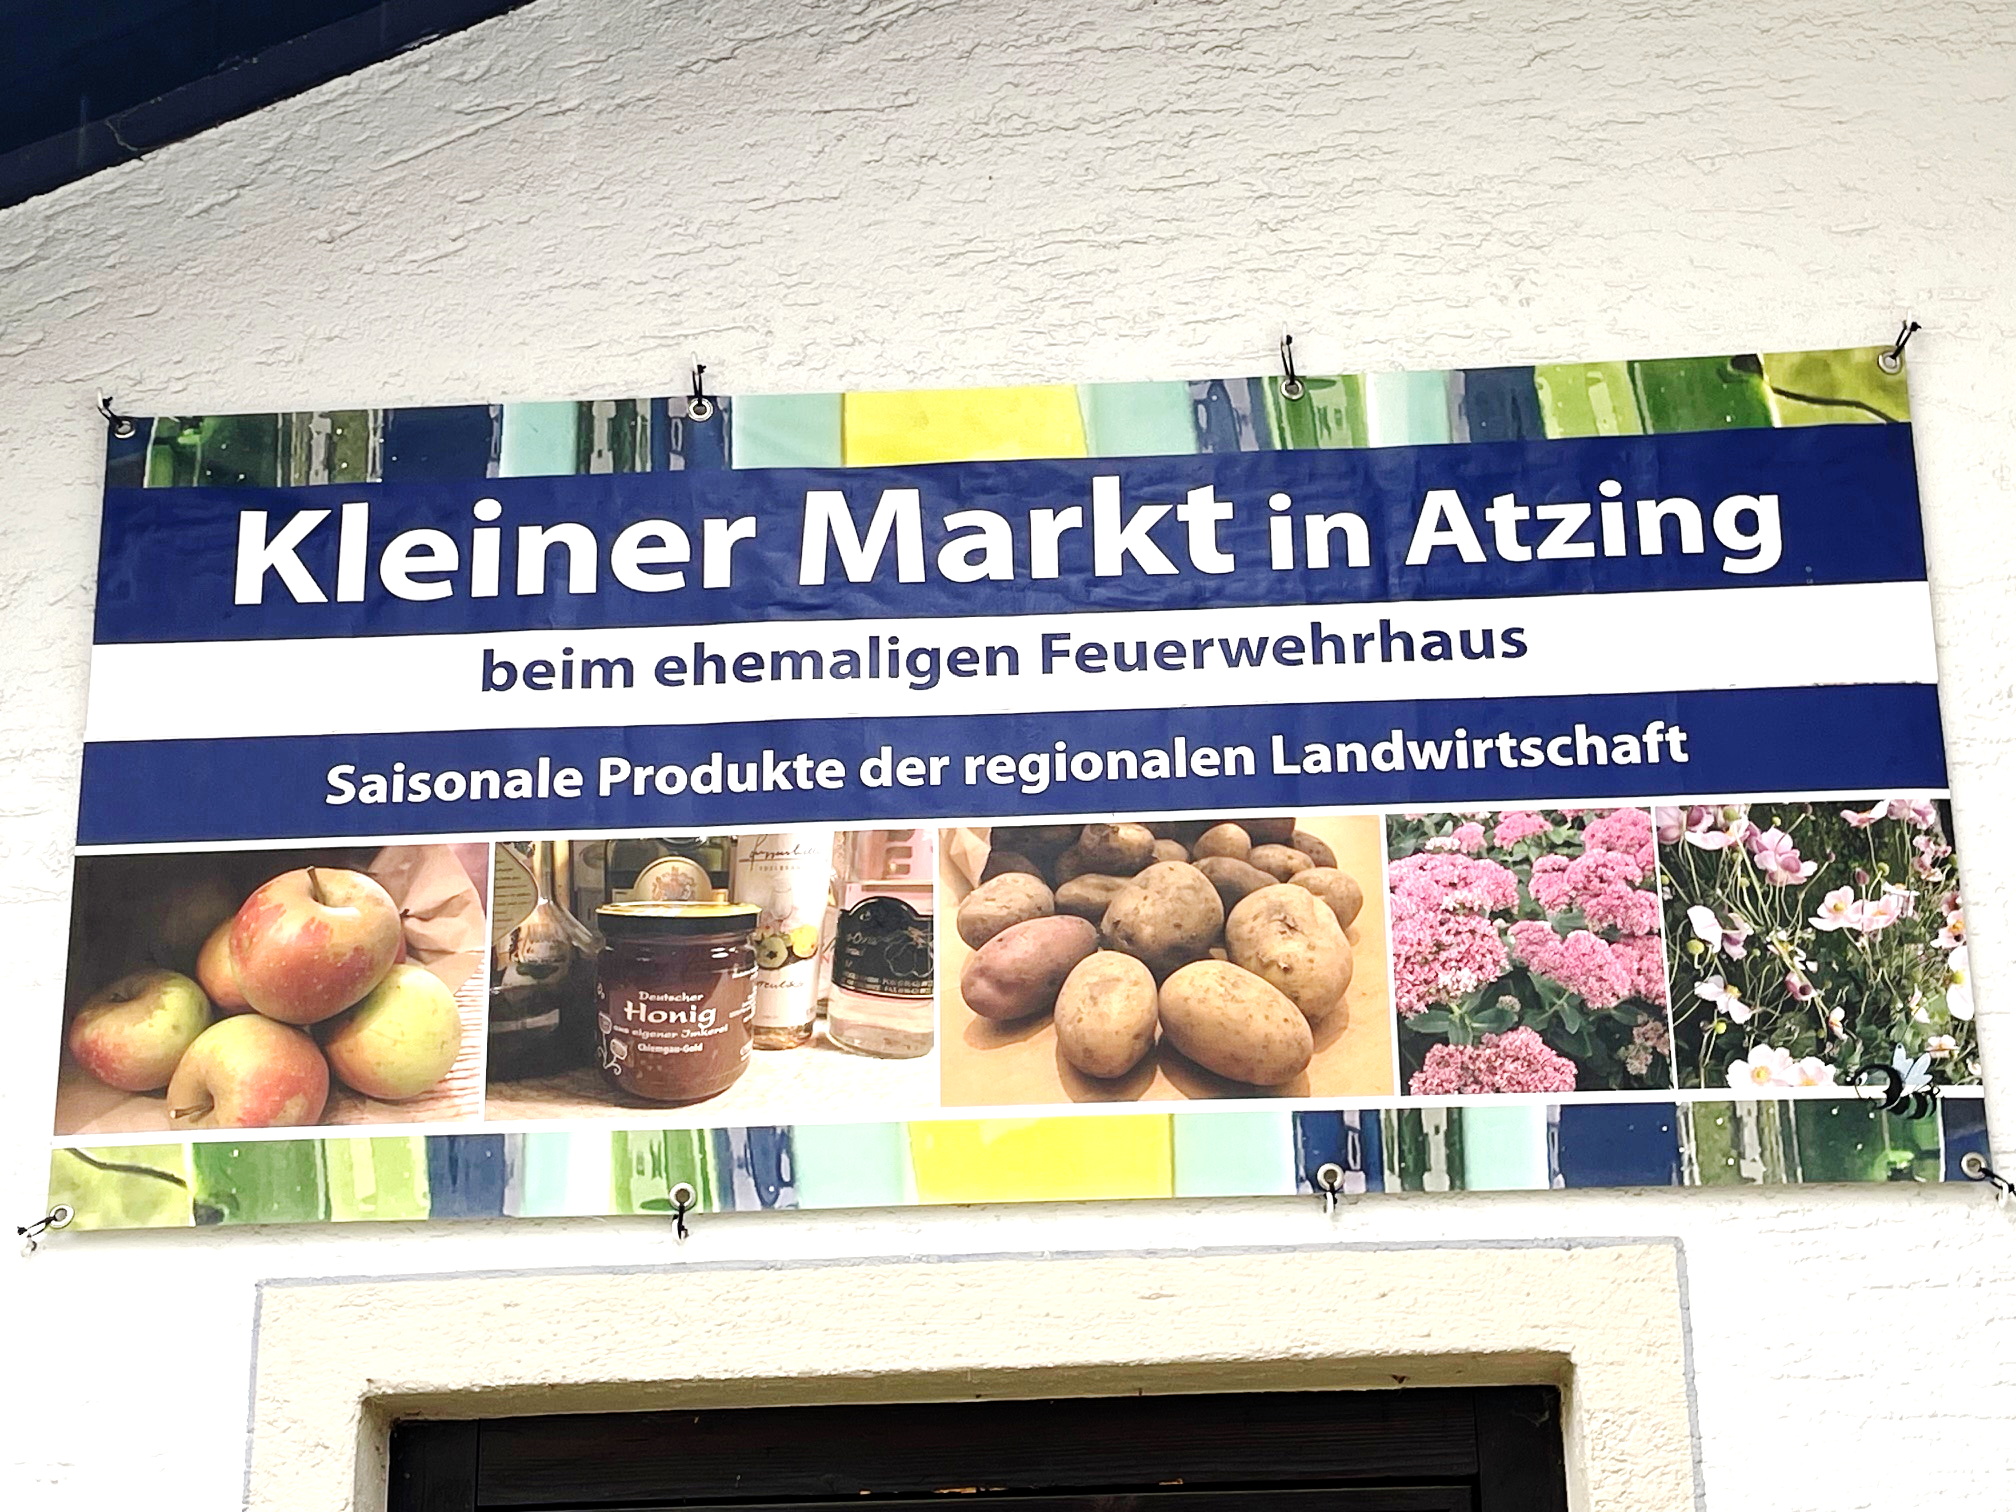 Kleiner Markt in Atzing
beim ehemaligen Feuerwehrhaus
Saisonale Produkte der regionalen Landwirtschaft
Deutscher
Honig
aus eigener Imkerei
Chiemgau-Gold